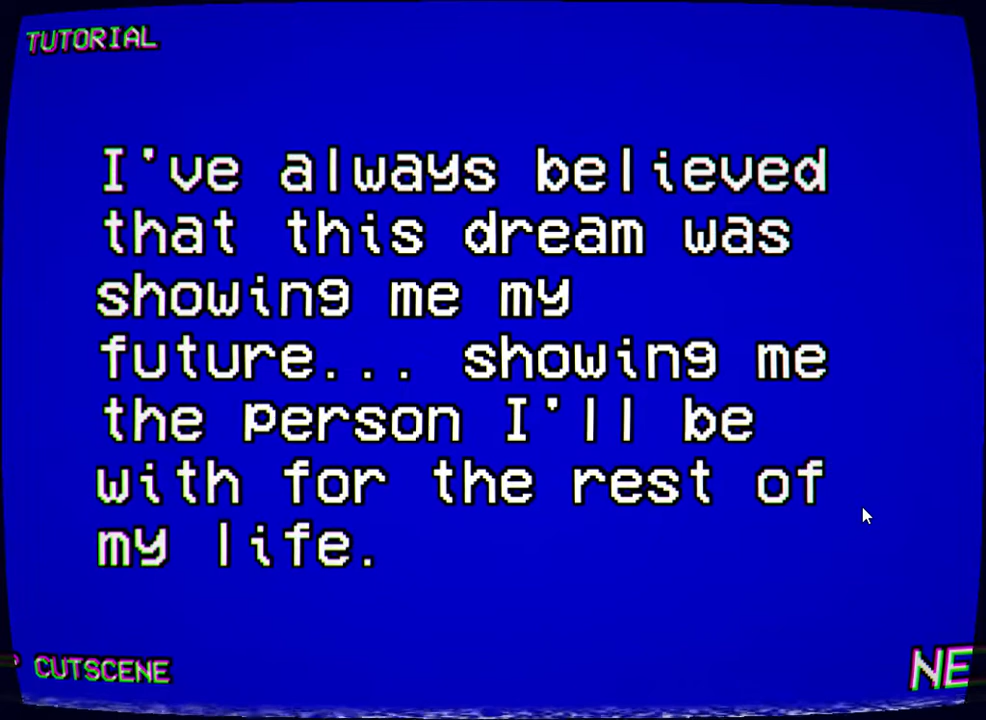 TUTORIAL
I've always believed
that this dream was
showing me my
future... showing me
the person I'll be
with for the rest of
my life.
CUTSCENE